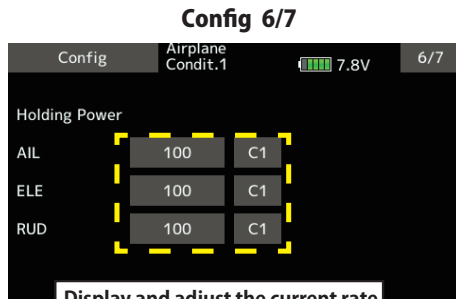 Config 6/7
Config Airplane Condit.1 7.8V 6/7
Holding Power
AIL 100 C1
ELE 100 C1
RUD 100 C1
Display and adjust the current rate